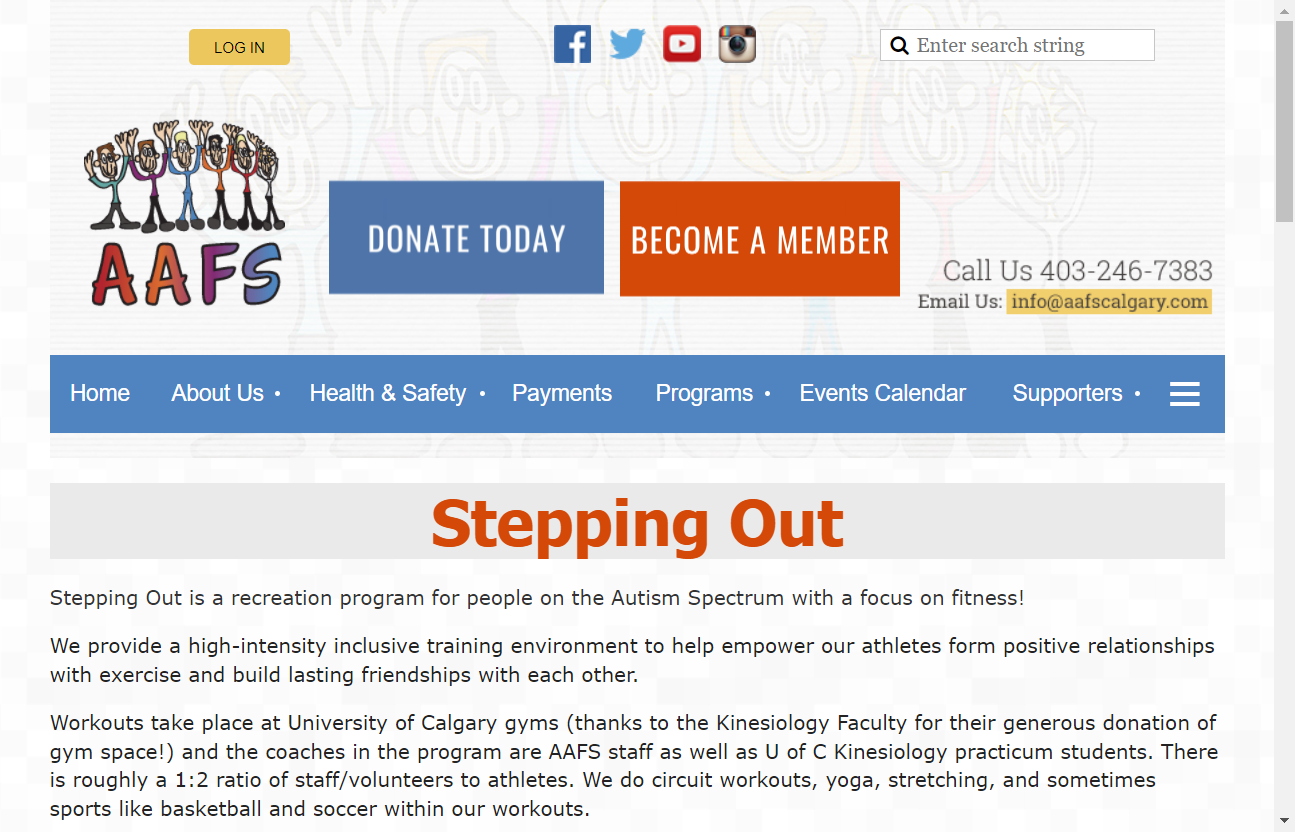 LOG IN
Enter search string
AAFS
DONATE TODAY
BECOME A MEMBER
Call Us 403-246-7383
Email Us: info@aafscalgary.com
Home About Us Health & Safety Payments Programs Events Calendar Supporters
Stepping Out
Stepping Out is a recreation program for people on the Autism Spectrum with a focus on fitness!
We provide a high-intensity inclusive training environment to help empower our athletes form positive relationships
with exercise and build lasting friendships with each other.
Workouts take place at University of Calgary gyms (thanks to the Kinesiology Faculty for their generous donation of
gym space!) and the coaches in the program are AAFS staff as well as U of C Kinesiology practicum students. There
is roughly a 1:2 ratio of staff/volunteers to athletes. We do circuit workouts, yoga, stretching, and sometimes
sports like basketball and soccer within our workouts.